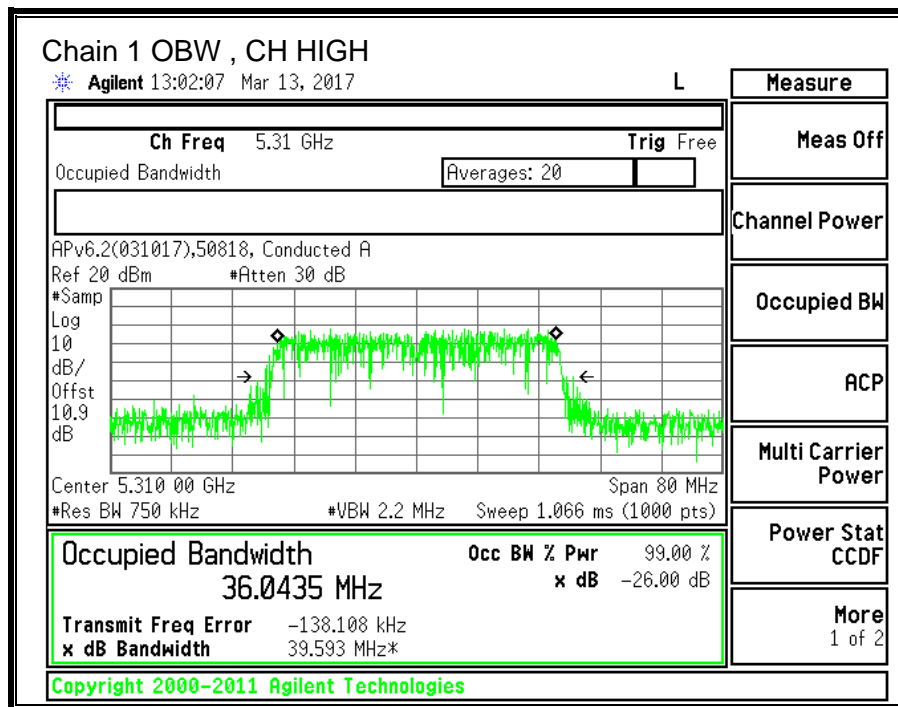 Chain 1 OBW , CH HIGH
Agilent 13:02:07 Mar 13, 2017 L
Measure
Ch Freq 5.31 GHz Trig Free
Meas Off
Occupied Bandwidth Averages: 20
Channel Power
APv6.2(031017),50818, Conducted A
Ref 20 dBm #Atten 30 dB
#Samp
Log
10
dB/
Offst
10.9
dB
Occupied BW
ACP
Center 5.310 00 GHz Span 80 MHz
#Res BW 750 kHz #VBW 2.2 MHz Sweep 1.066 ms (1000 pts)
Multi Carrier
Power
Occupied Bandwidth Occ BW % Pwr 99.00 %
36.0435 MHz x dB -26.00 dB
Power Stat
CCDF
Transmit Freq Error -138.108 kHz
x dB Bandwidth 39.593 MHz*
More
1 of 2
Copyright 2000-2011 Agilent Technologies